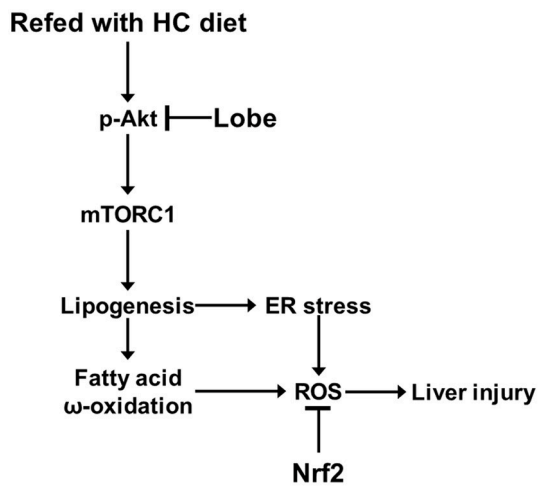 Refed with HC diet
p-Akt
Lobe
mTORC1
Lipogenesis
ER stress
Fatty acid
ω-oxidation
ROS
Liver injury
Nrf2